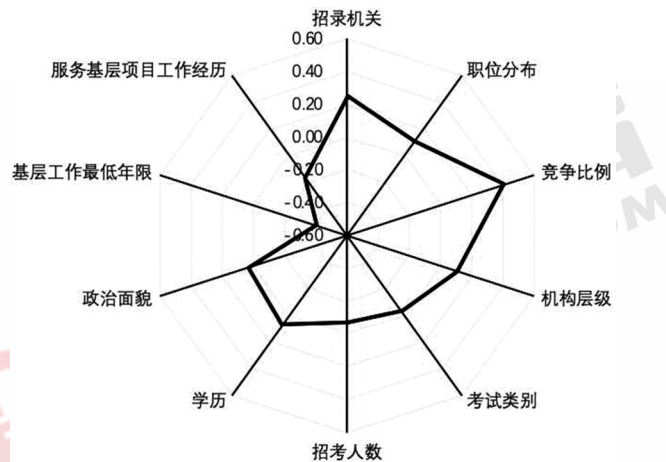 招录机关
0.60
服务基层项目工作经历
0.40
职位分布
0.20
0.00
基层工作最低年限
-0.20
竞争比例
-0.40
-0.60
政治面貌
机构层级
学历
考试类别
招考人数